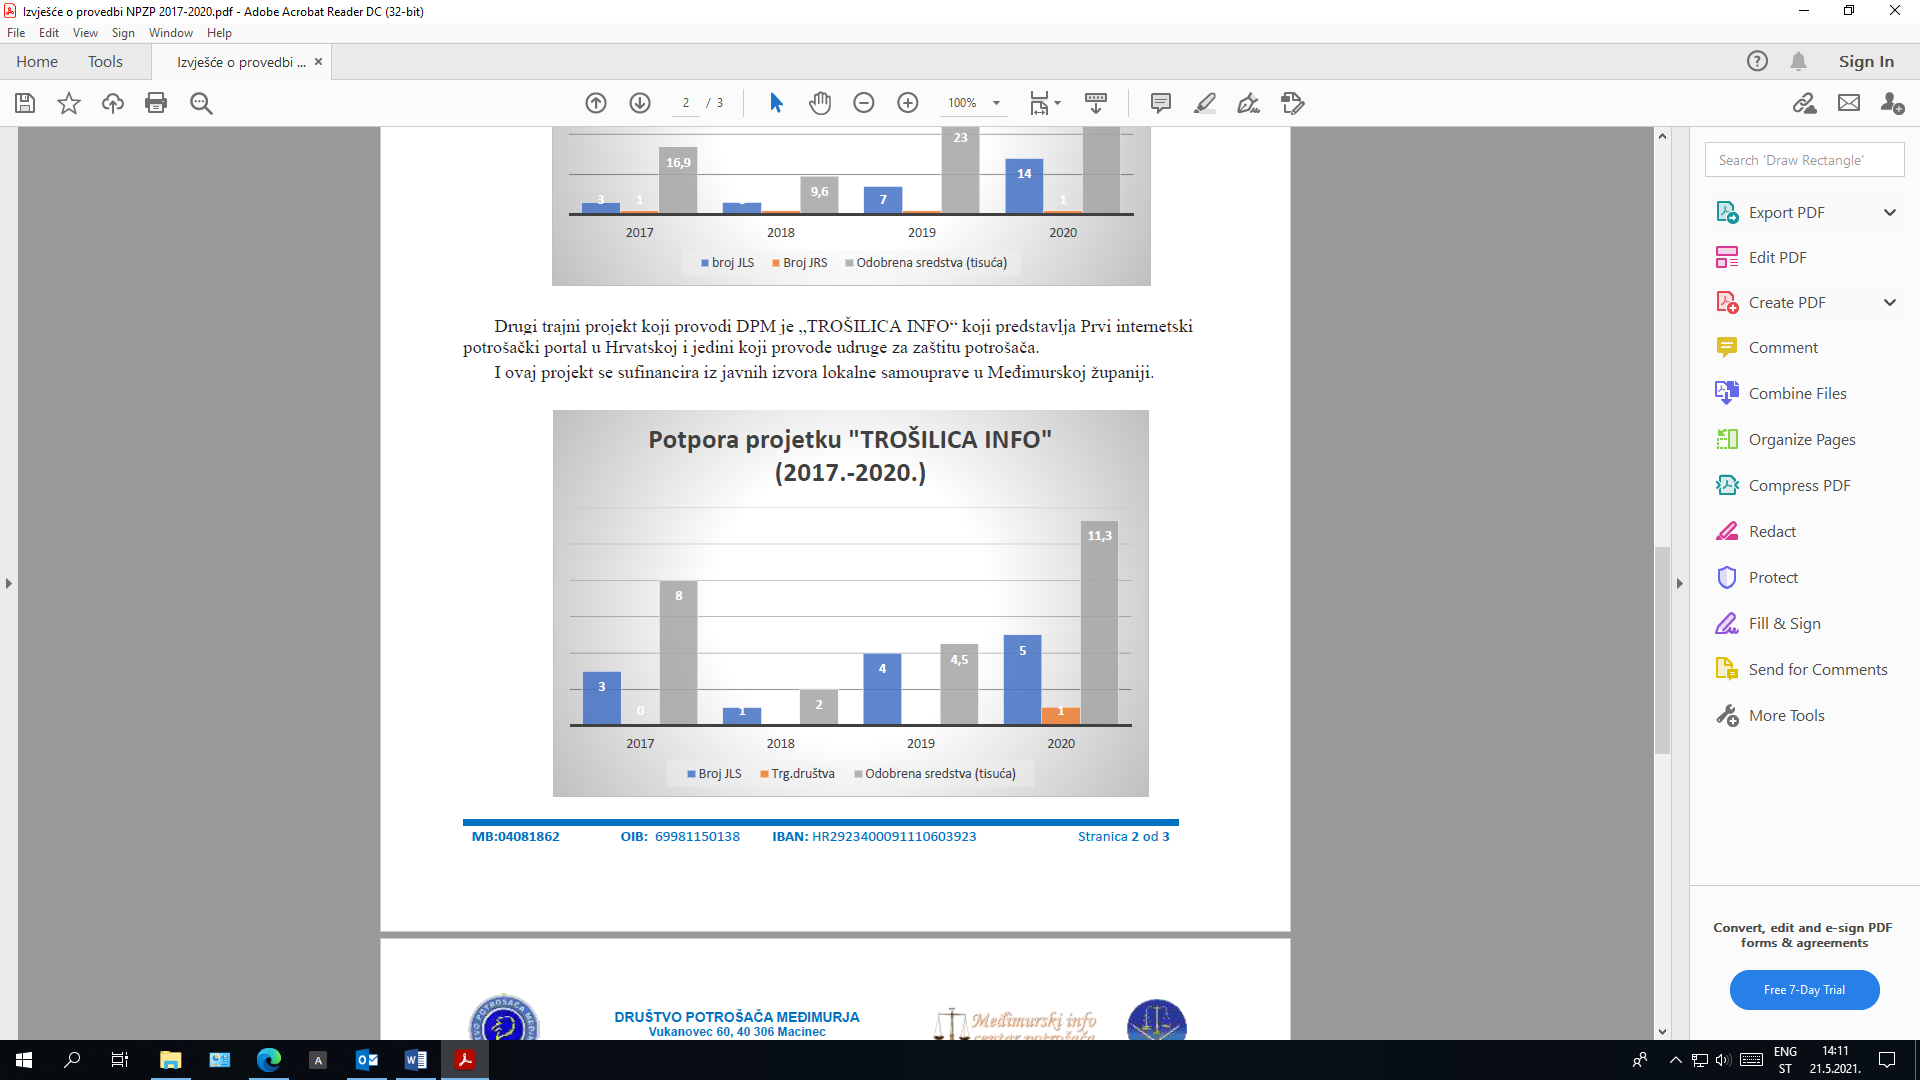 Izvješće o provedbi NPZP 2017-2020.pdf - Adobe Acrobat Reader DC (32-bit)
File Edit View Sign Window Help
Home Tools Izvješće o provedbi ... × Sign In
2 / 3 100%
16,9 9,6 23 14
3 1 7 1
2017 2018 2019 2020
broj JLS Broj JRS Odobrena sredstva (tisuća)
Drugi trajni projekt koji provodi DPM je „TROŠILICA INFO“ koji predstavlja Prvi internetski
potrošački portal u Hrvatskoj i jedini koji provode udruge za zaštitu potrošača.
I ovaj projekt se sufinancira iz javnih izvora lokalne samouprave u Međimurskoj županiji.
Potpora projetku "TROŠILICA INFO"
(2017.-2020.)
11,3
8
3 0 1 2 4 4,5 5 1
2017 2018 2019 2020
Broj JLS Trg.društva Odobrena sredstva (tisuća)
MB:04081862 OIB: 69981150138 IBAN: HR2923400091110603923 Stranica 2 od 3
DRUŠTVO POTROŠAČA MEĐIMURJA
Vukanovec 60, 40 306 Macinec
Međimurski info
centar potrošača
Search 'Draw Rectangle'
Export PDF
Edit PDF
Create PDF
Comment
Combine Files
Organize Pages
Compress PDF
Redact
Protect
Fill & Sign
Send for Comments
More Tools
Convert, edit and e-sign PDF
forms & agreements
Free 7-Day Trial
A
ENG
ST
14:11
21.5.2021.